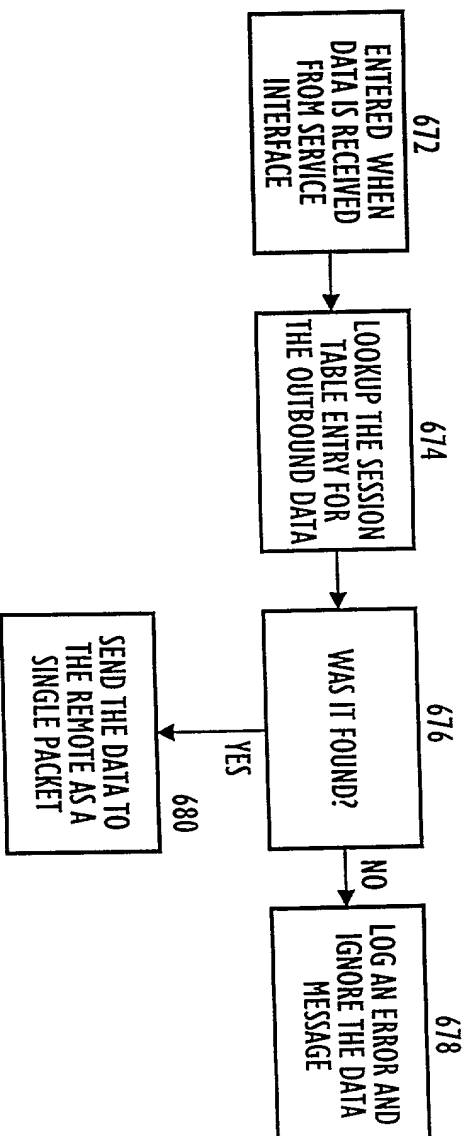 672
ENTERED WHEN
DATA IS RECEIVED
FROM SERVICE
INTERFACE
674
LOOKUP THE SESSION
TABLE ENTRY FOR
THE OUTBOUND DATA
676
WAS IT FOUND?
NO
678
LOG AN ERROR AND
IGNORE THE DATA
MESSAGE
YES
680
SEND THE DATA TO
THE REMOTE AS A
SINGLE PACKET